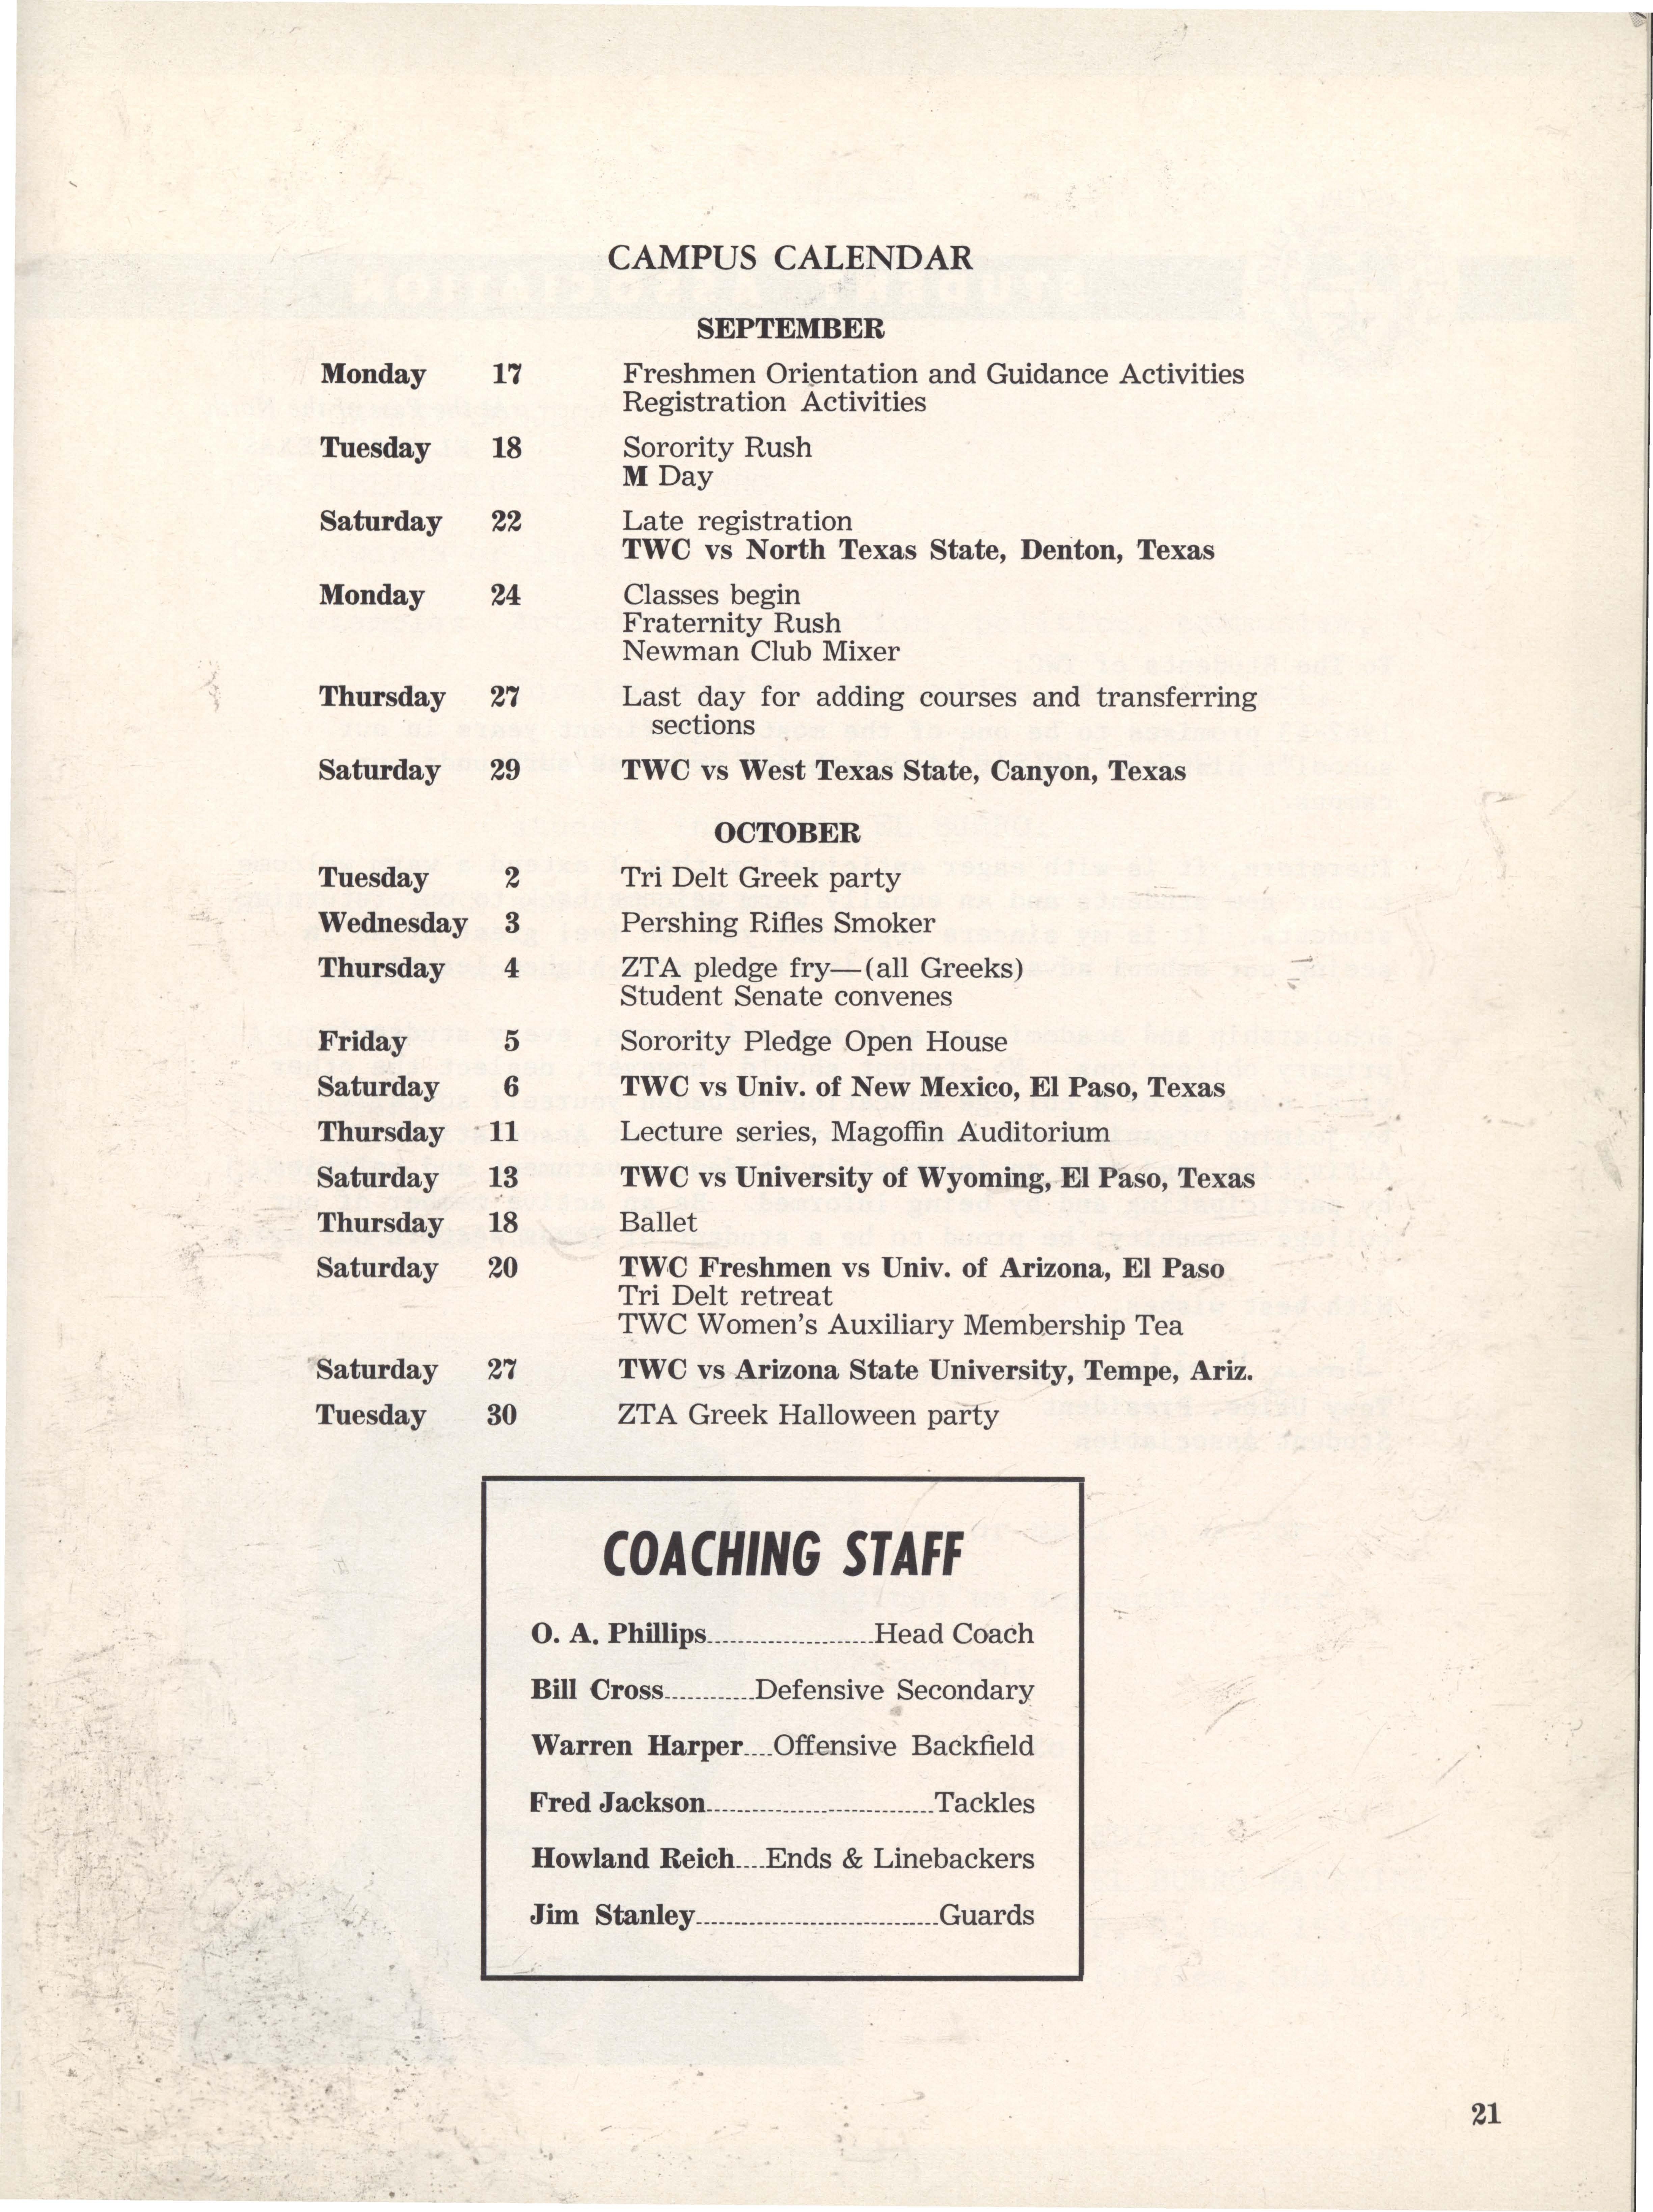 CAMPUS CALENDAR
SEPTEMBER
Monday 17 Freshmen Orientation and Guidance Activities
Registration Activities
Tuesday 18 Sorority Rush
M Day
Saturday 22 Late registration
TWC vs North Texas State, Denton, Texas
Monday 24 Classes begin
Fraternity Rush
Newman Club Mixer
Thursday 27 Last day for adding courses and transferring
sections
Saturday 29 TWC vs West Texas State, Canyon, Texas
OCTOBER
Tuesday 2 Tri Delt Greek party
Wednesday 3 Pershing Rifles Smoker
Thursday 4 ZTA pledge fry—(all Greeks)
Student Senate convenes
Friday 5 Sorority Pledge Open House
Saturday 6 TWC vs Univ. of New Mexico, El Paso, Texas
Thursday 11 Lecture series, Magoffin Auditorium
Saturday 13 TWC vs University of Wyoming, El Paso, Texas
Thursday 18 Ballet
Saturday 20 TWC Freshmen vs Univ. of Arizona, El Paso
Tri Delt retreat
TWC Women's Auxiliary Membership Tea
Saturday 27 TWC vs Arizona State University, Tempe, Ariz.
Tuesday 30 ZTA Greek Halloween party
COACHING STAFF
O. A. Phillips......................Head Coach
Bill Cross............Defensive Secondary
Warren Harper....Offensive Backfield
Fred Jackson..............................Tackles
Howland Reich....Ends & Linebackers
Jim Stanley................................Guards
21